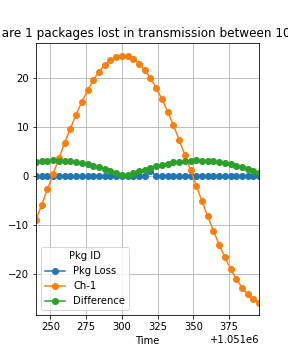 are 1 packages lost in transmission between 10
20
10
0
−10
−20
Pkg ID
Pkg Loss
Ch-1
Difference
250 275 300 325 350 375
Time
+1.051e6